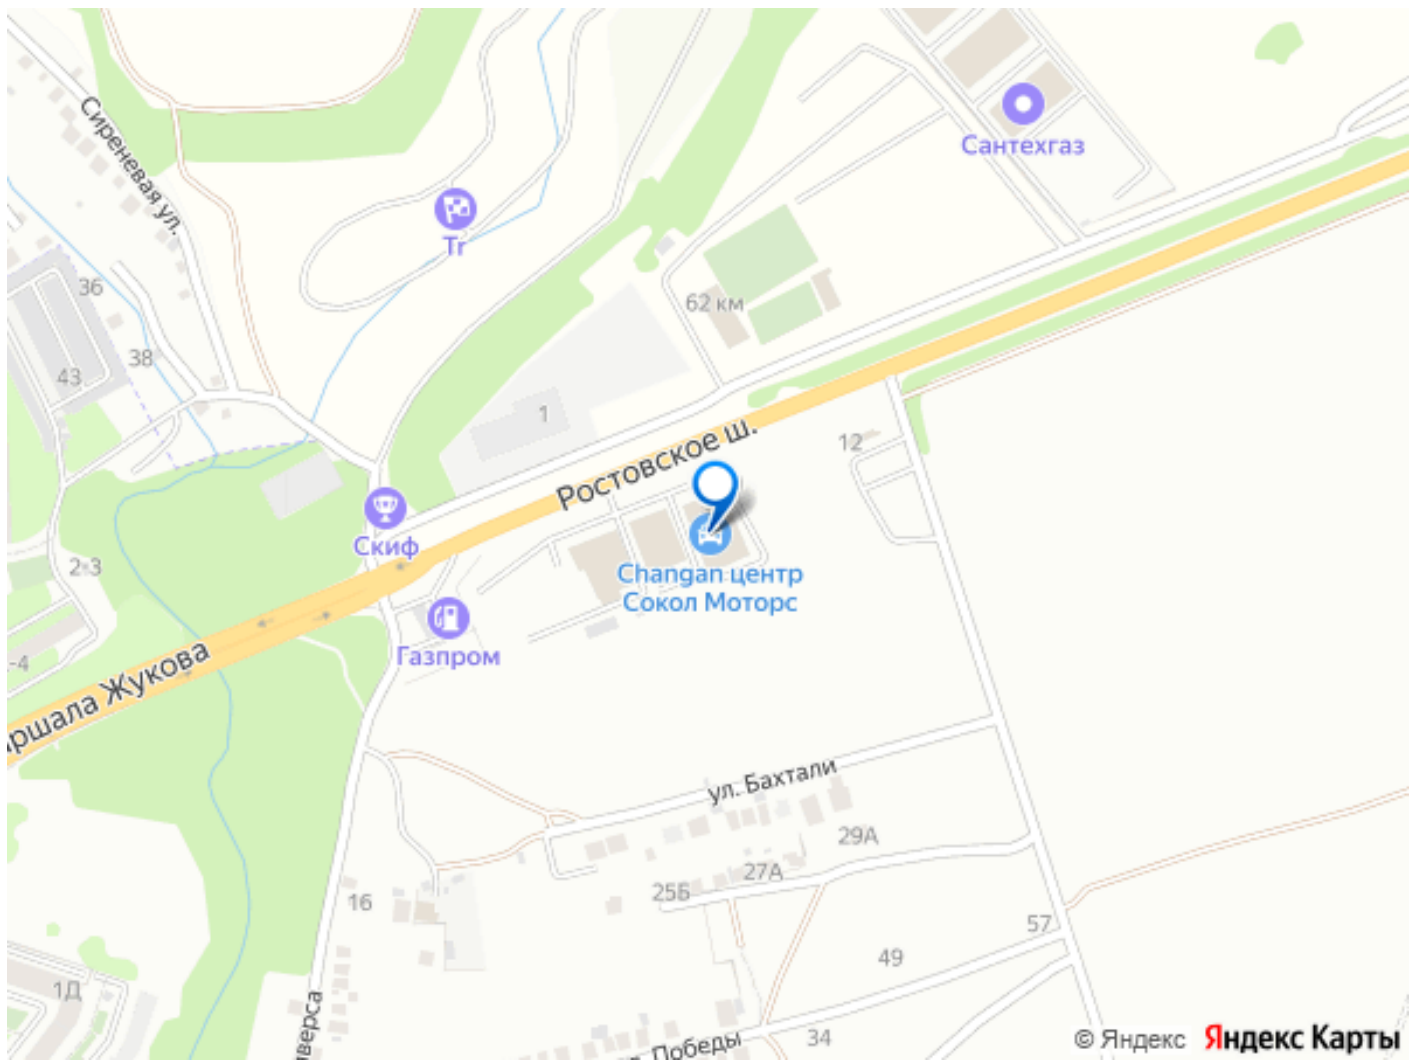 Сиреневая ул.
Сантехгаз
Tr
36
62 км
38
43
1
Ростовское ш.
12
Скиф
2-3
Changan центр
Сокол Моторс
Газпром
-4
ршала Жукова
ул. Бахтали
29А
27А
25Б
16
57
49
1Д
иверса
Победы
34
© Яндекс
Яндекс Карты